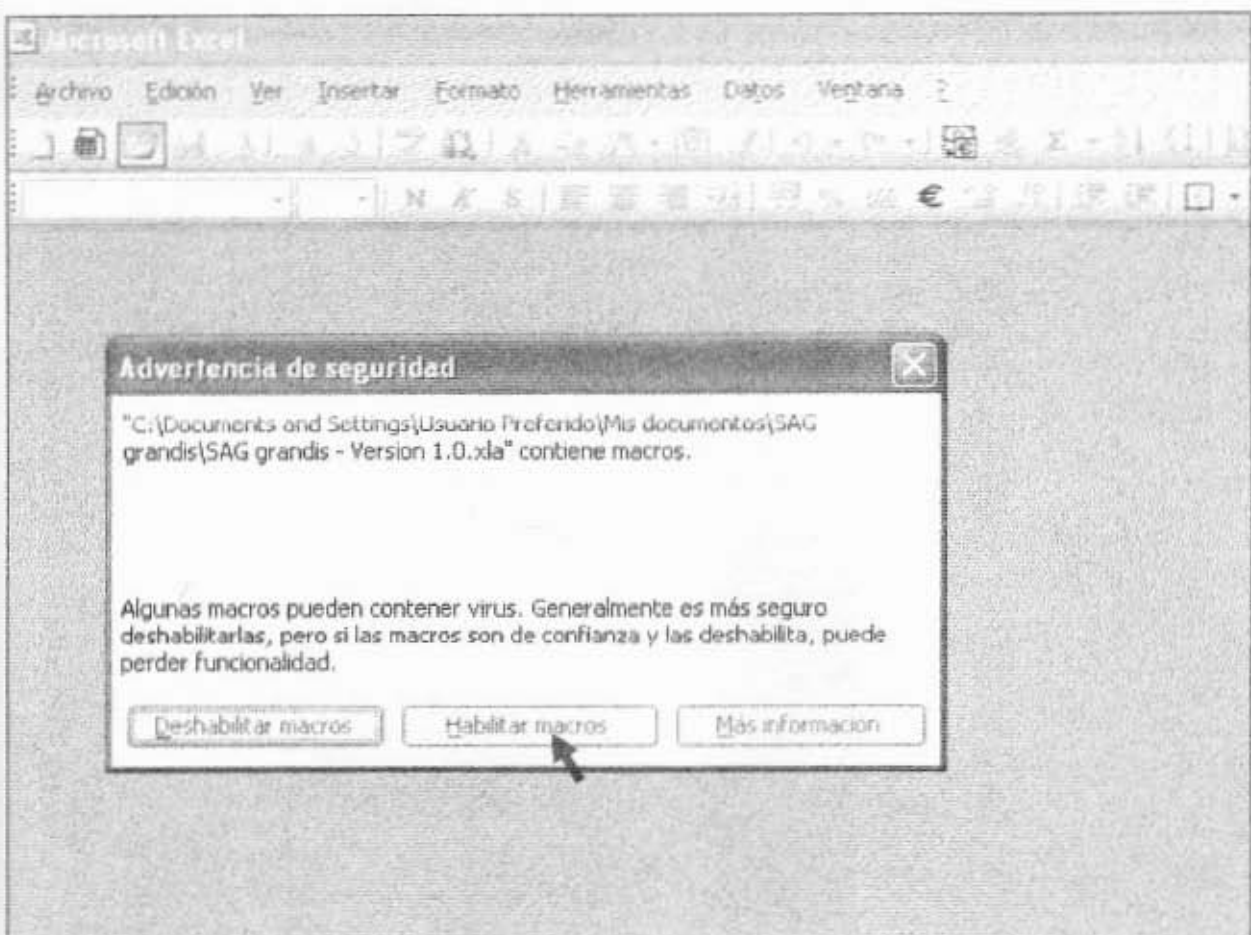 Microsoft Excel
Archivo Edición Ver Insertar Formato Herramientas Datos Ventana ?
N K S €
Advertencia de seguridad
"C:\Documents and Settings\Usuario Preferido\Mis documentos\SAG
grandis\SAG grandis - Version 1.0.xla" contiene macros.
Algunas macros pueden contener virus. Generalmente es más seguro
deshabilitarlas, pero si las macros son de confianza y las deshabilita, puede
perder funcionalidad.
Deshabilitar macros Habilitar macros Más informacion